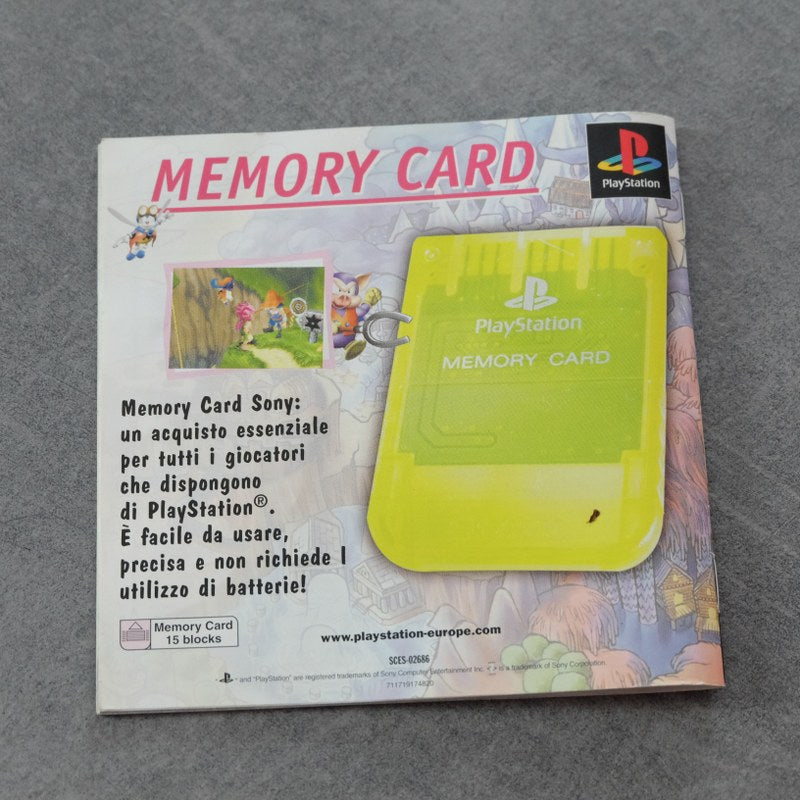 MEMORY CARD
PlayStation
PlayStation
MEMORY CARD
Memory Card Sony:
un acquisto essenziale
per tutti i giocatori
che dispongono
di PlayStation®.
È facile da usare,
precisa e non richiede l
utilizzo di batterie!
Memory Card
15 blocks
www.playstation-europe.com
SCES-02686
and "PlayStation" are registered trademarks of Sony Computer Entertainment Inc. is a trademark of Sony Corporation.
711719174820